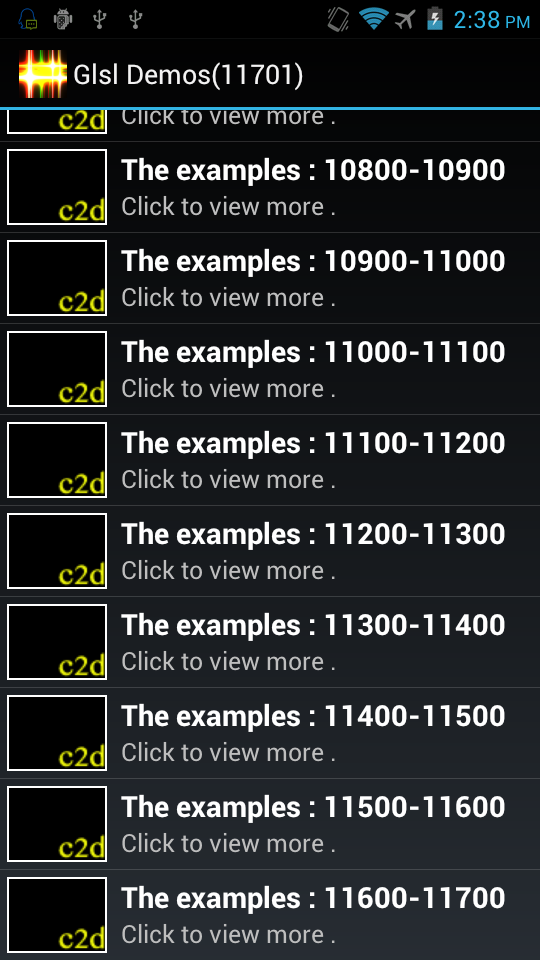 2:38 PM
Glsl Demos(11701)
c2d
Click to view more .
The examples : 10800-10900
Click to view more .
c2d
The examples : 10900-11000
Click to view more .
c2d
The examples : 11000-11100
Click to view more .
c2d
The examples : 11100-11200
Click to view more .
c2d
The examples : 11200-11300
Click to view more .
c2d
The examples : 11300-11400
Click to view more .
c2d
The examples : 11400-11500
Click to view more .
c2d
The examples : 11500-11600
Click to view more .
c2d
The examples : 11600-11700
Click to view more .
c2d